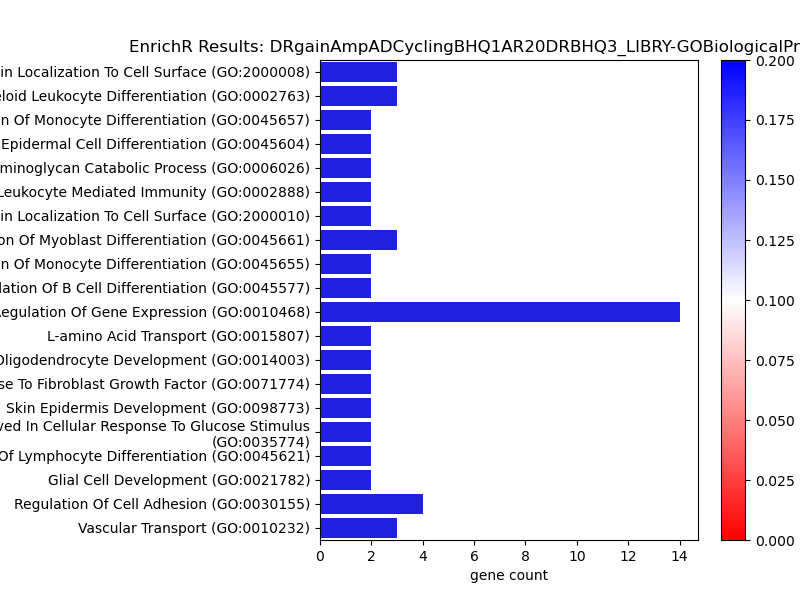 EnrichR Results: DRgainAmpADCyclingBHQ1AR20DRBHQ3_LIBRY-GOBiologicalPr
in Localization To Cell Surface (GO:2000008)
eloid Leukocyte Differentiation (GO:0002763)
n Of Monocyte Differentiation (GO:0045657)
Epidermal Cell Differentiation (GO:0045604)
minoglycan Catabolic Process (GO:0006026)
Leukocyte Mediated Immunity (GO:0002888)
in Localization To Cell Surface (GO:2000010)
on Of Myoblast Differentiation (GO:0045661)
n Of Monocyte Differentiation (GO:0045655)
lation Of B Cell Differentiation (GO:0045577)
egulation Of Gene Expression (GO:0010468)
L-amino Acid Transport (GO:0015807)
Oligodendrocyte Development (GO:0014003)
se To Fibroblast Growth Factor (GO:0071774)
Skin Epidermis Development (GO:0098773)
ved In Cellular Response To Glucose Stimulus
(GO:0035774)
Of Lymphocyte Differentiation (GO:0045621)
Glial Cell Development (GO:0021782)
Regulation Of Cell Adhesion (GO:0030155)
Vascular Transport (GO:0010232)
0 2 4 6 8 10 12 14
gene count
0.200
0.175
0.150
0.125
0.100
0.075
0.050
0.025
0.000